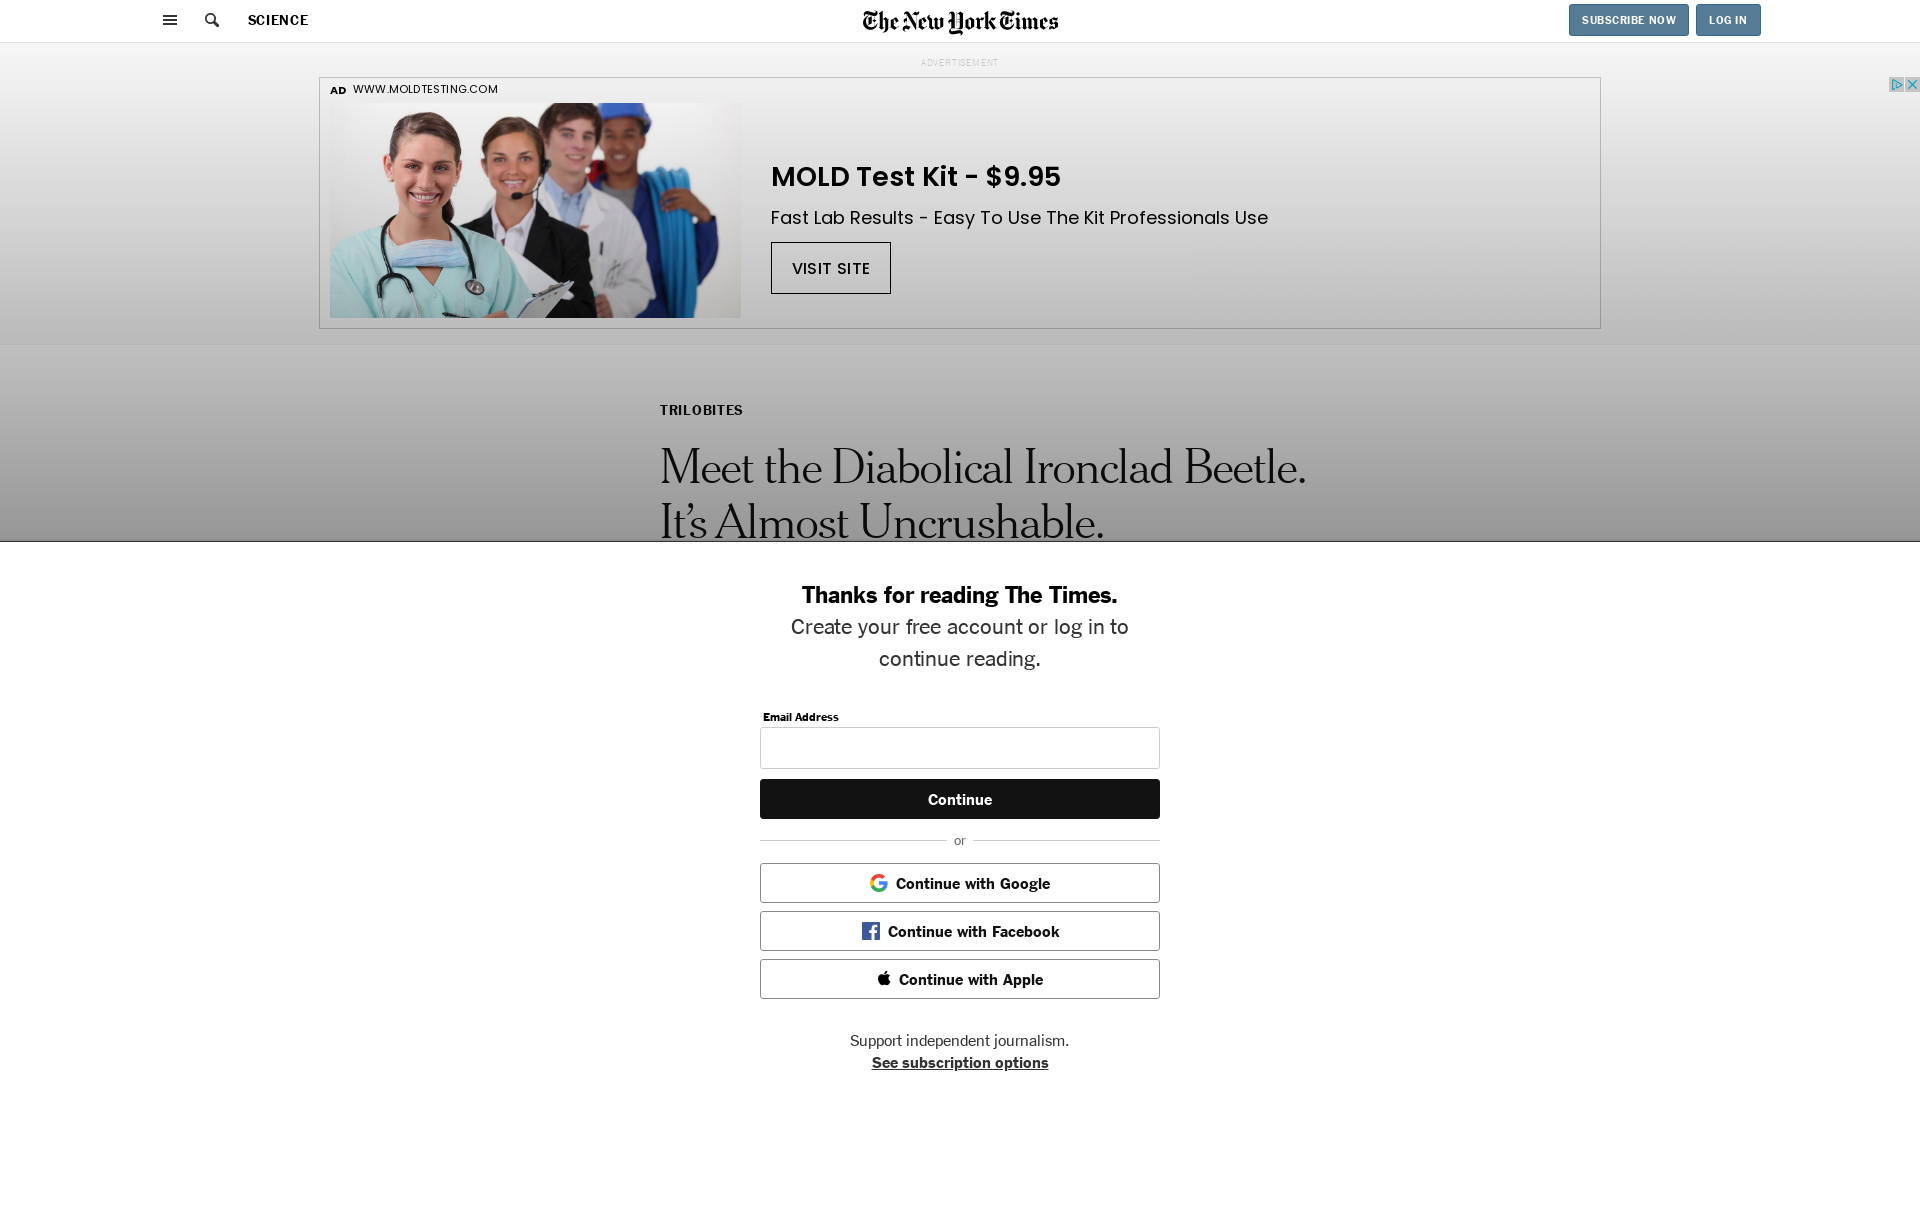 SCIENCE
The New York Times
SUBSCRIBE NOW
LOG IN
ADVERTISEMENT
AD WWW.MOLDTESTING.COM
MOLD Test Kit - $9.95
Fast Lab Results - Easy To Use The Kit Professionals Use
VISIT SITE
TRILOBITES
Meet the Diabolical Ironclad Beetle.
It’s Almost Uncrushable.
Thanks for reading The Times.
Create your free account or log in to
continue reading.
Email Address
Continue
or
Continue with Google
Continue with Facebook
Continue with Apple
Support independent journalism.
See subscription options